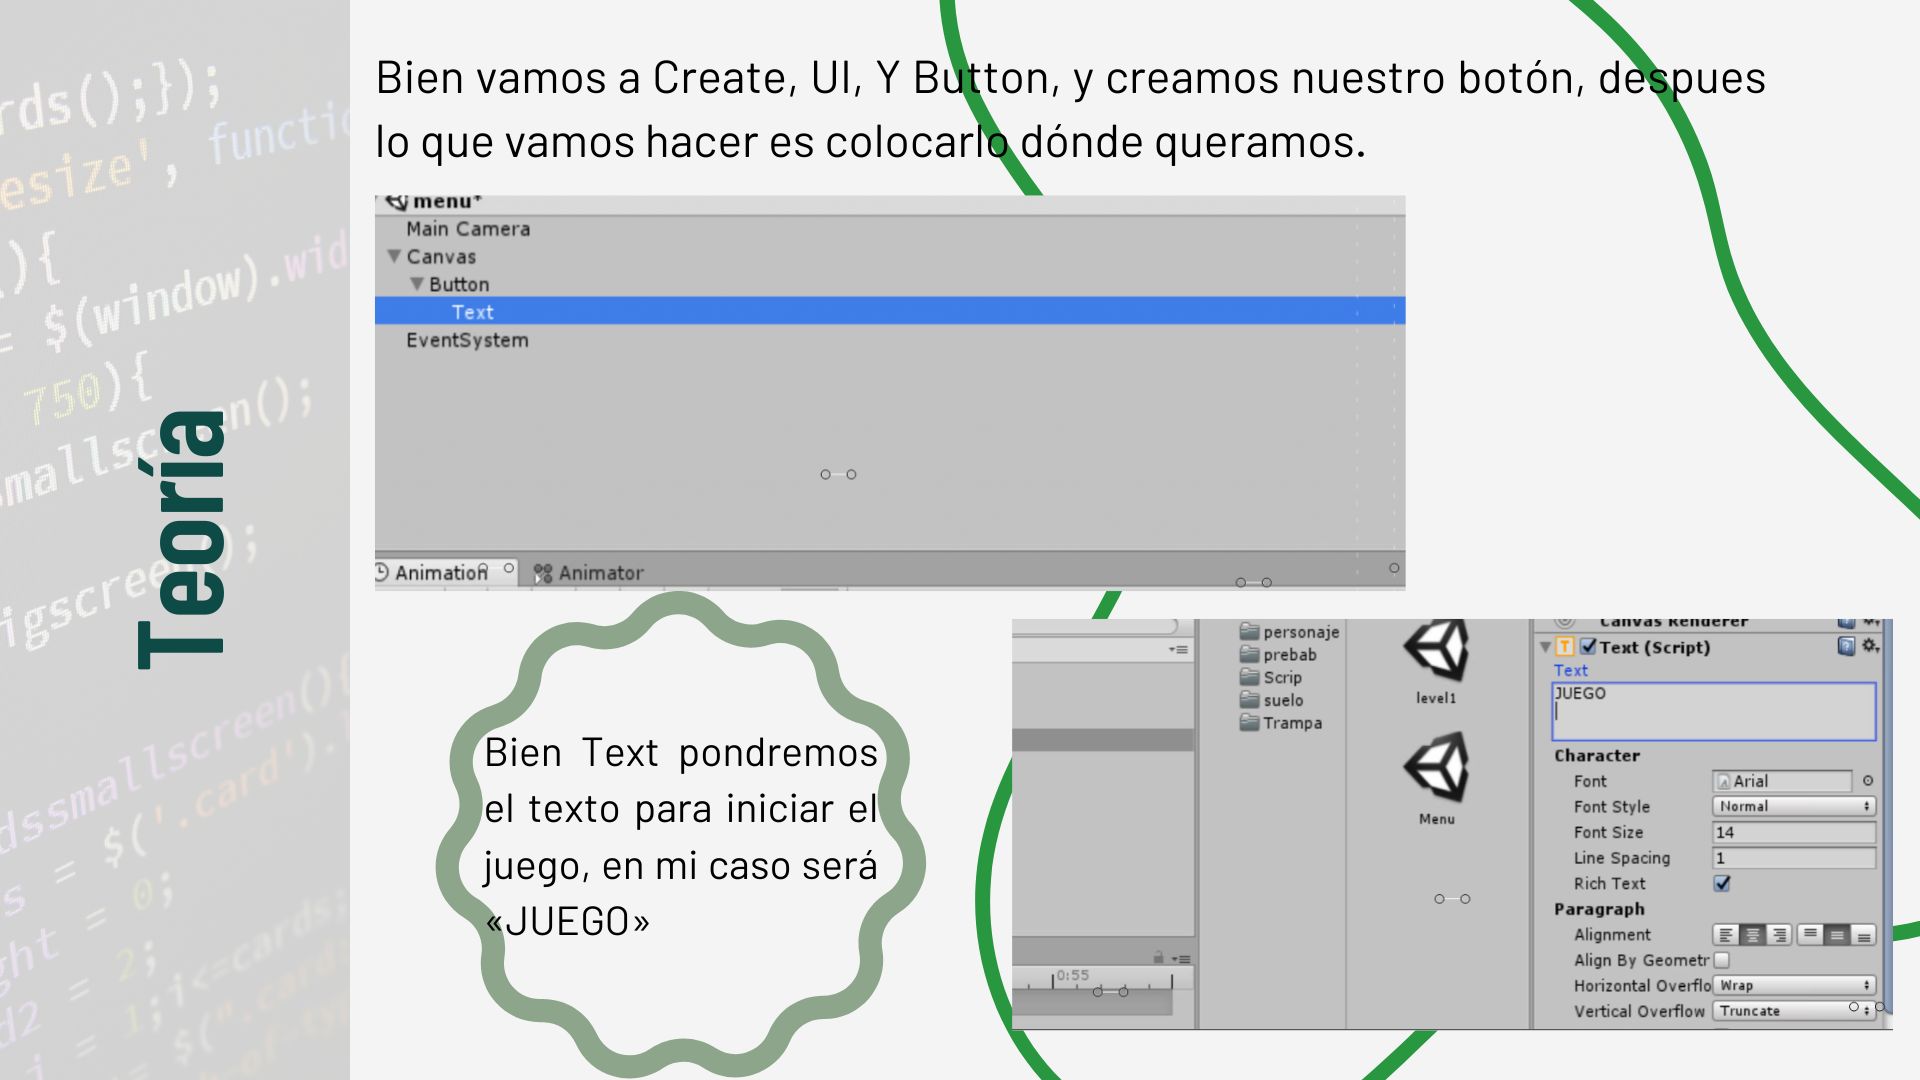 rds();});
esize', functio
){
= $(window).wid
750){
smallscreen();
igscreen();
dssmallscreen(){
= $('.card').
s = 0;
ght = 2;
d2 = 1;i<=cards;
i = $(".cards
Teoría
Bien vamos a Create, UI, Y Button, y creamos nuestro botón, despues
lo que vamos hacer es colocarlo dónde queramos.
menu*
Main Camera
Canvas
Button
Text
EventSystem
Animation Animator
Bien Text pondremos
el texto para iniciar el
juego, en mi caso será
«JUEGO»
0:55
personaje
prebab
Scrip
suelo
Trampa
level1
Menu
Canvas Renderer
Text (Script)
Text
JUEGO
Character
Font Arial
Font Style Normal
Font Size 14
Line Spacing 1
Rich Text
Paragraph
Alignment
Align By Geometr
Horizontal Overflo Wrap
Vertical Overflow Truncate